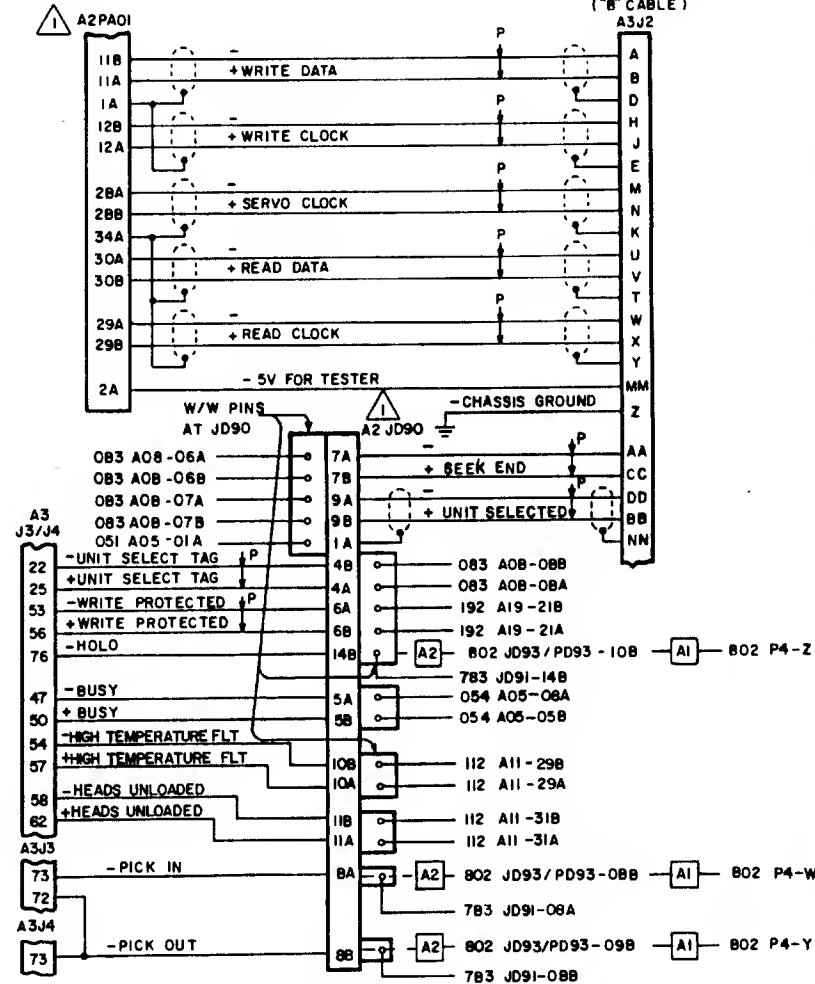 ("B" CABLE)
1 A2PA01 A3J2
11B - P A
11A +WRITE DATA B
1A D
12B - P H
12A +WRITE CLOCK J
E
28A - P M
28B + SERVO CLOCK N
34A K
30A - P U
30B + READ DATA V
T
29A - P W
29B + READ CLOCK X
Y
2A - 5V FOR TESTER MM
W/W PINS AT JD90 1 A2 JD90 - CHASSIS GROUND Z
083 A08-06A 7A - P AA
083 A08-06B 7B + SEEK END CC
083 A08-07A 9A - P DD
083 A08-07B 9B + UNIT SELECTED BB
051 A05-01A 1A NN
A3
J3/J4
22 -UNIT SELECT TAG P 4B 083 A08-08B
25 +UNIT SELECT TAG 4A 083 A08-08A
53 -WRITE PROTECTED P 6A 192 A19-21B
56 +WRITE PROTECTED 6B 192 A19-21A
76 -HOLO 14B A2 802 JD93/PD93-10B A1 802 P4-Z
783 JD91-14B
47 -BUSY 5A 054 A05-08A
50 + BUSY 5B 054 A05-05B
54 -HIGH TEMPERATURE FLT 10B 112 A11-29B
57 +HIGH TEMPERATURE FLT 10A 112 A11-29A
58 -HEADS UNLOADED 11B 112 A11-31B
62 +HEADS UNLOADED 11A 112 A11-31A
A3J3
73 -PICK IN 8A A2 802 JD93/PD93-08B A1 802 P4-W
72
783 JD91-08A
A3J4
73 -PICK OUT 8B A2 802 JD93/PD93-09B A1 802 P4-Y
783 JD91-08B